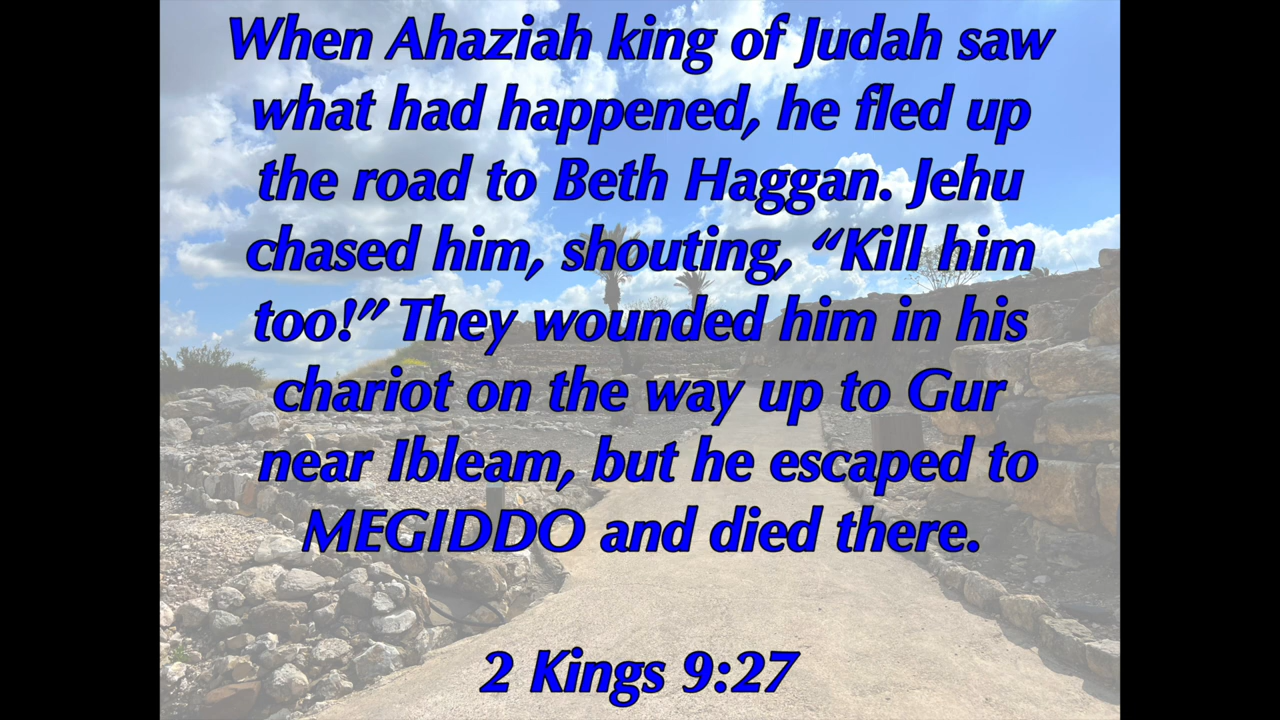 When Ahaziah king of Judah saw
what had happened, he fled up
the road to Beth Haggan. Jehu
chased him, shouting, “Kill him
too!” They wounded him in his
chariot on the way up to Gur
near Ibleam, but he escaped to
MEGIDDO and died there.
2 Kings 9:27